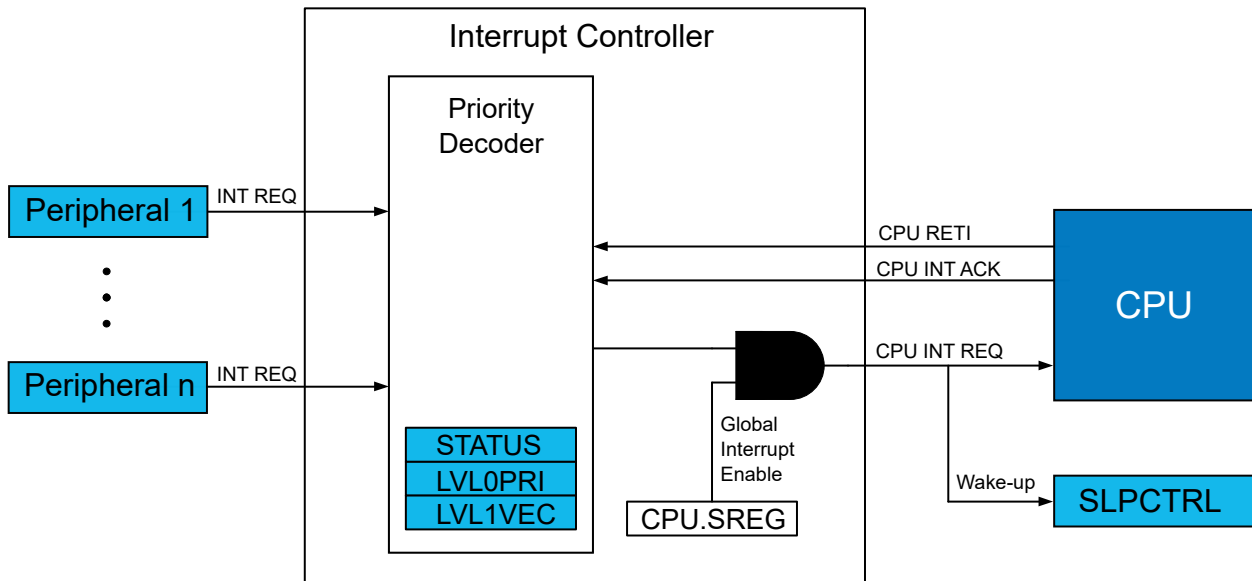 Interrupt Controller
Priority
Decoder
Peripheral 1
INT REQ
CPU RETI
CPU INT ACK
CPU
CPU INT REQ
Peripheral n
INT REQ
Global
Interrupt
Enable
STATUS
LVL0PRI
LVL1VEC
CPU.SREG
Wake-up
SLPCTRL